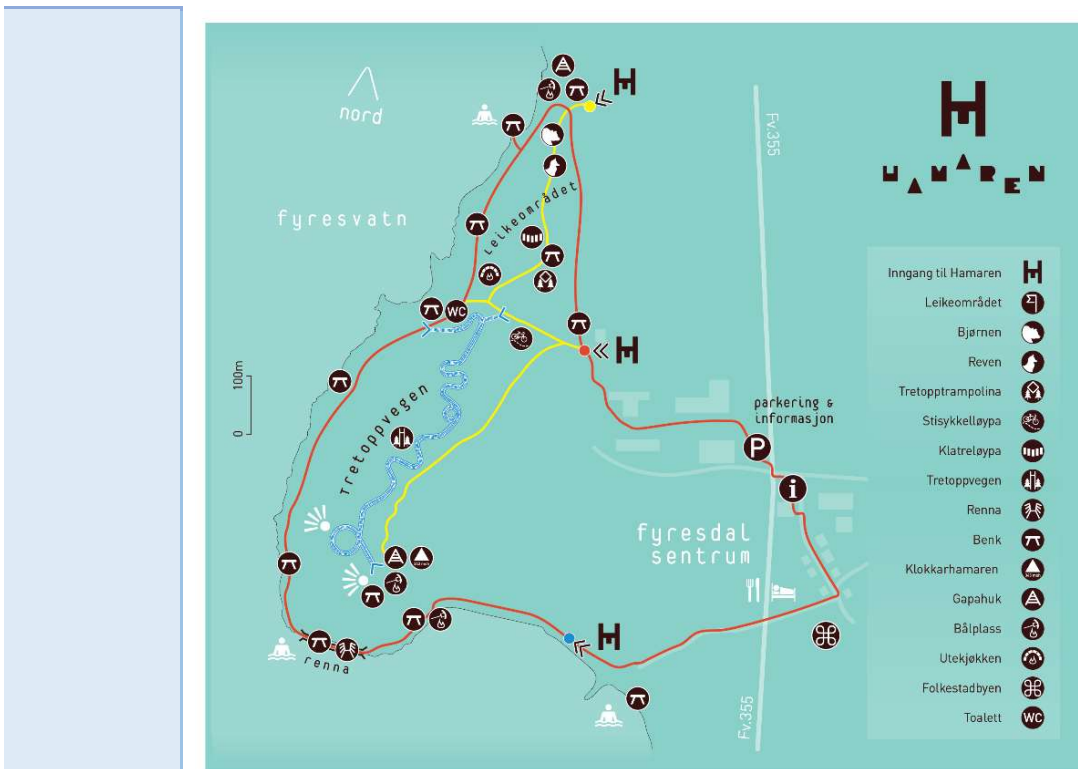 nord
Fv.355
HAMAREN
fyresvatn
Leikeområdet
WC
100m
0
Tretoppvegen
parkering &
informasjon
P
i
fyresdal
sentrum
renna
Fv.355
Inngang til Hamaren
Leikeområdet
Bjørnen
Reven
Tretopptrampolina
Stisykkelløypa
Klatreløypa
Tretoppvegen
Renna
Benk
Klokkarhamaren
Gapahuk
Bålplass
Utekjøkken
Folkestadbyen
Toalett WC